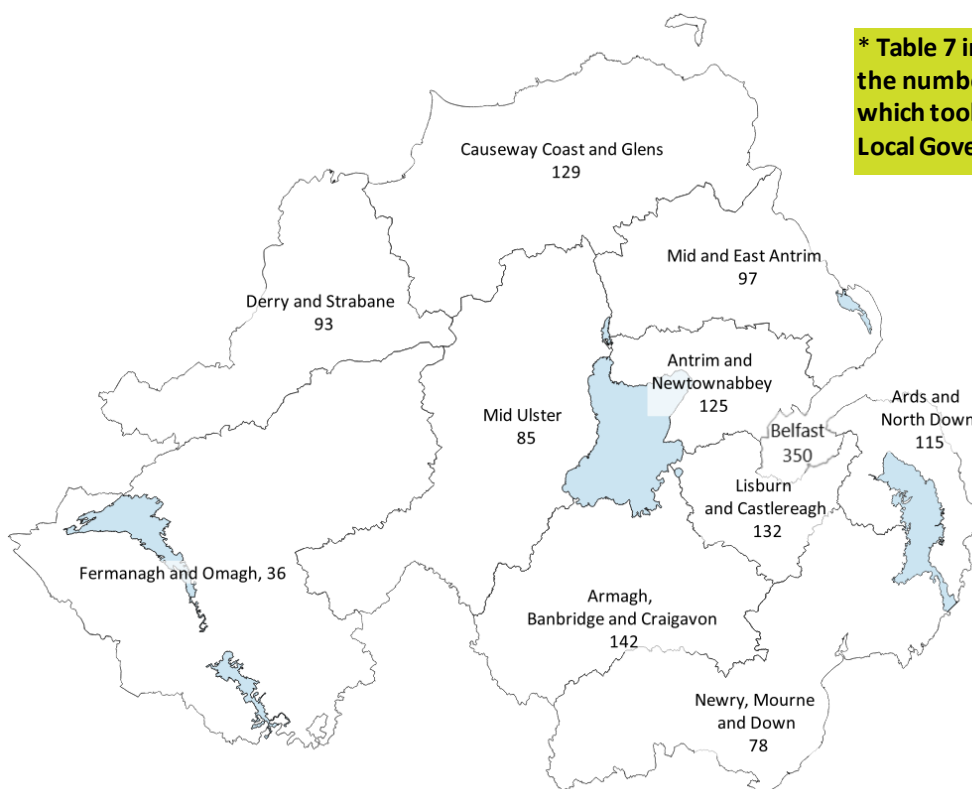 * Table 7 i
the numbe
which took
Local Gove
Causeway Coast and Glens
129
Mid and East Antrim
97
Derry and Strabane
93
Antrim and
Newtownabbey
125
Ards and
North Down
115
Mid Ulster
85
Belfast
350
Lisburn
and Castlereagh
132
Fermanagh and Omagh, 36
Armagh,
Banbridge and Craigavon
142
Newry, Mourne
and Down
78